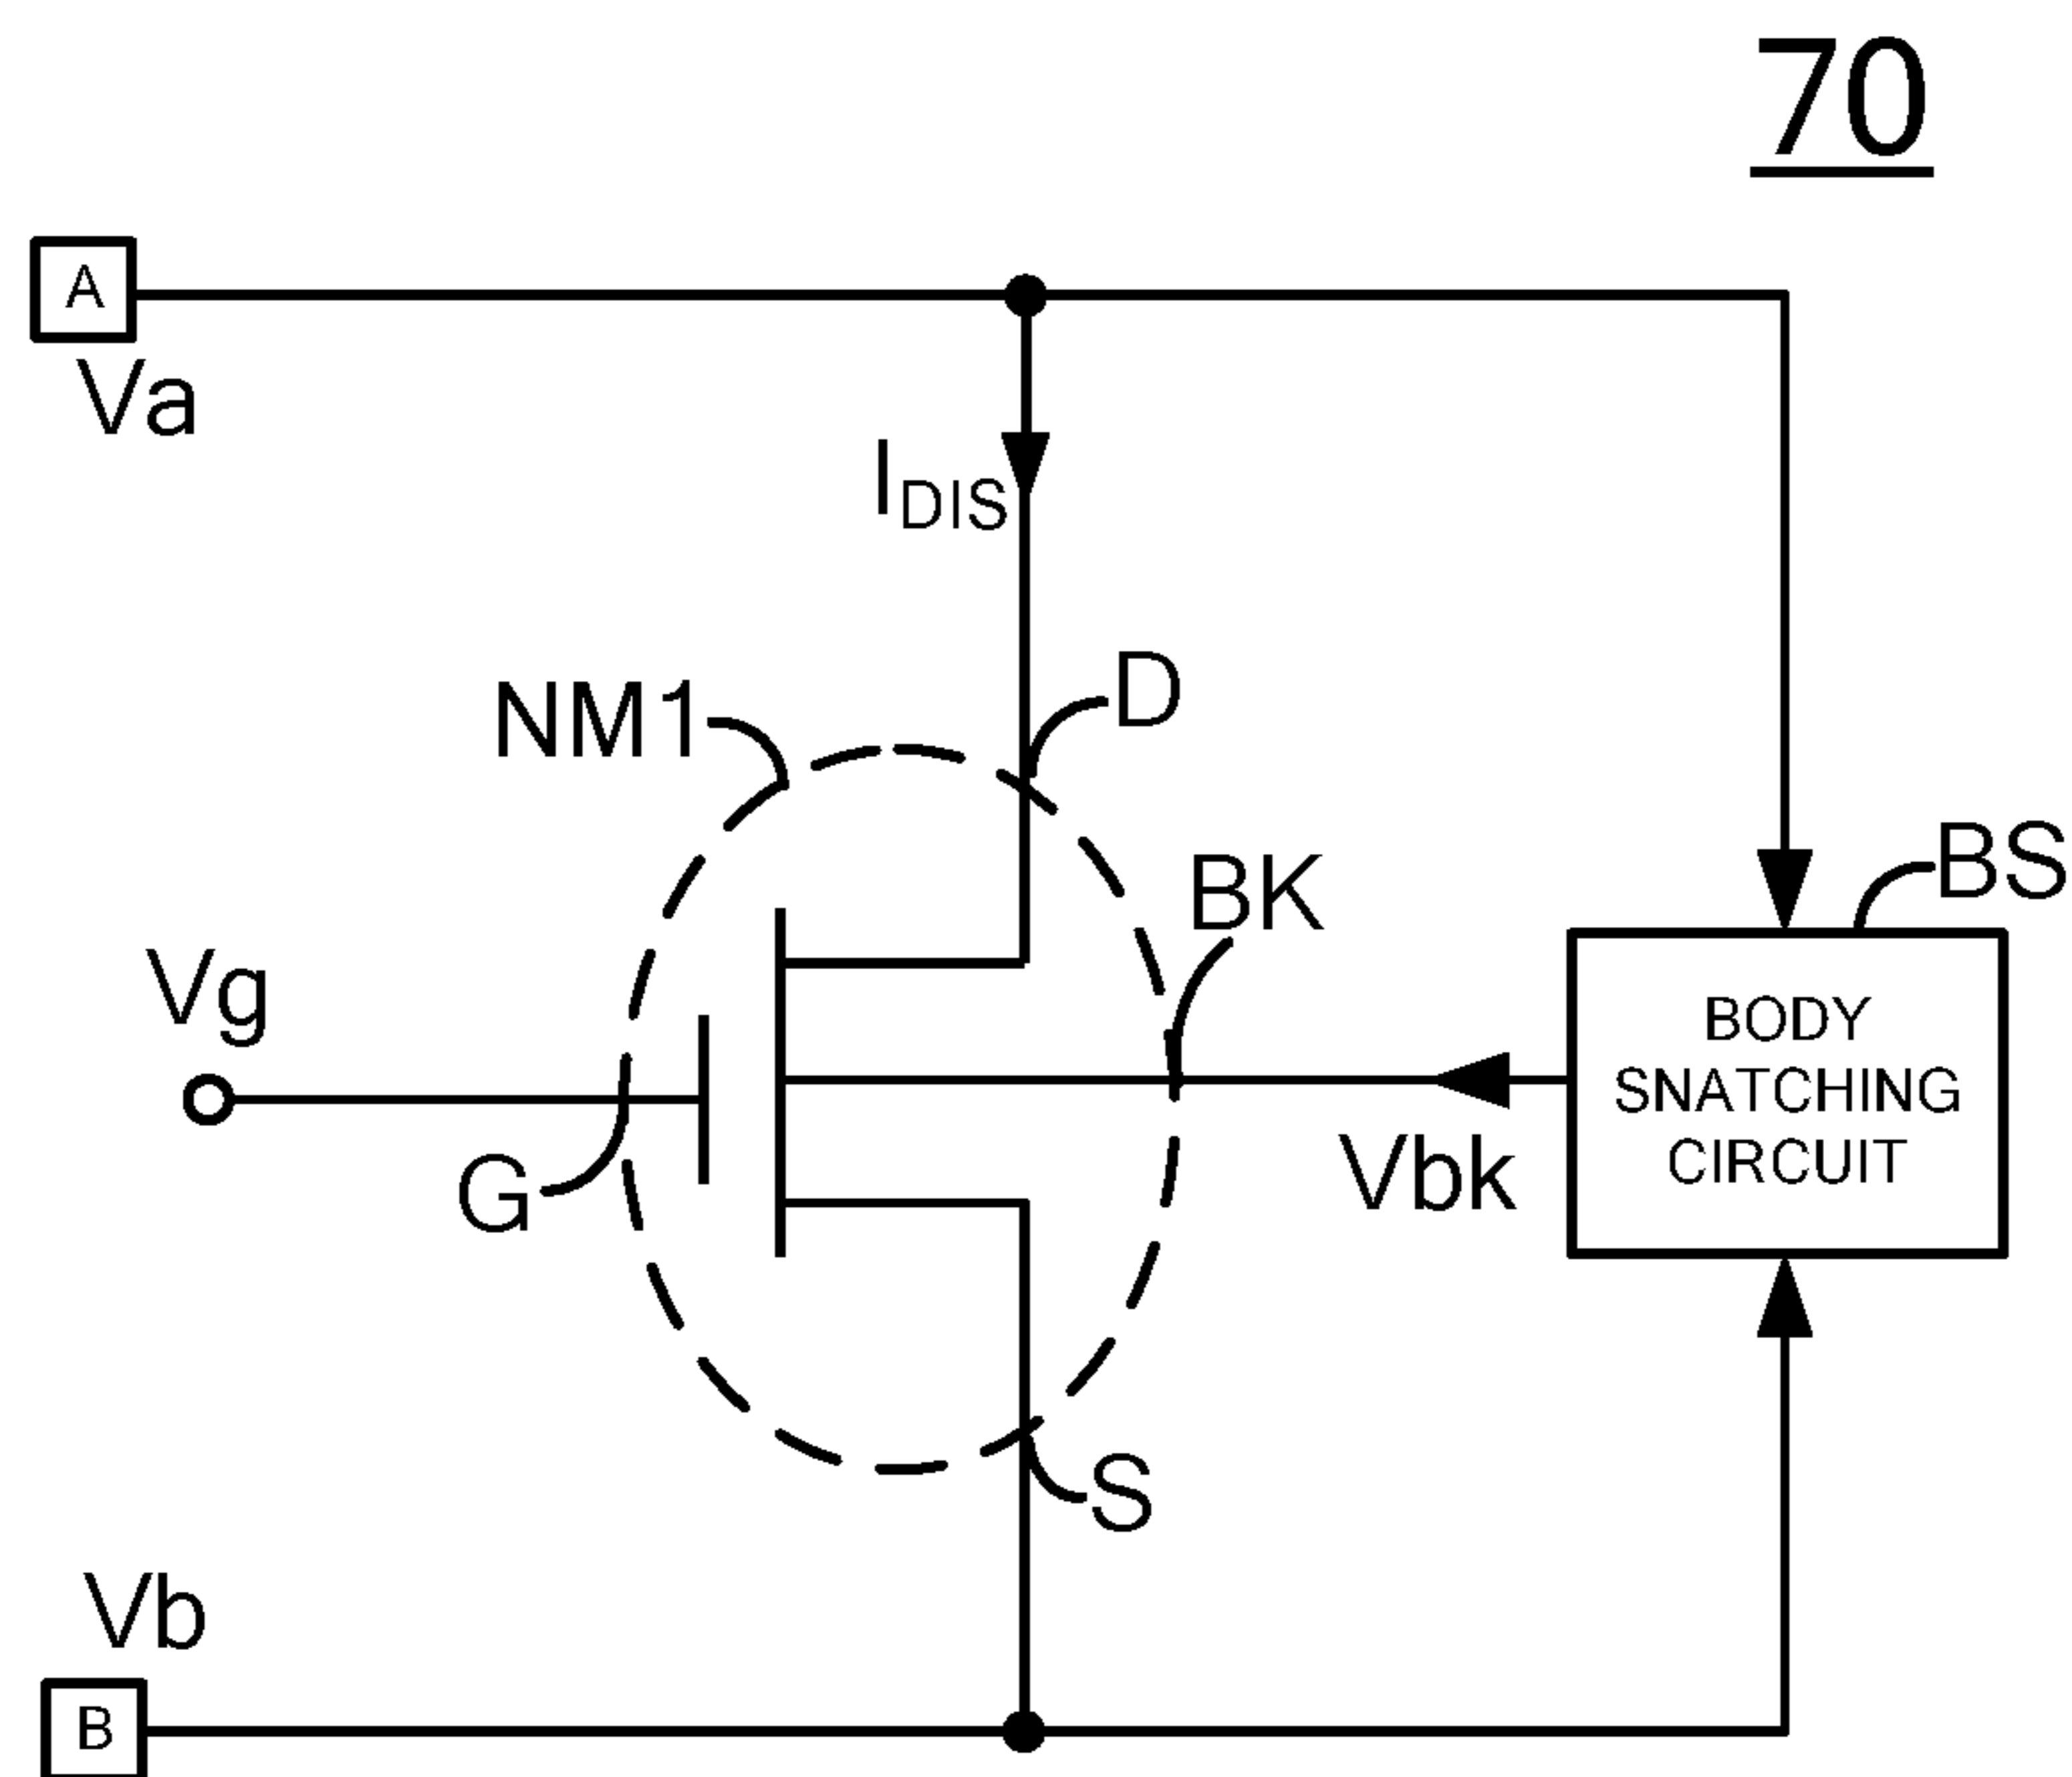 70
A
Va
IDIS
NM1
D
BK
BS
Vg
BODY
SNATCHING
CIRCUIT
G
Vbk
S
Vb
B